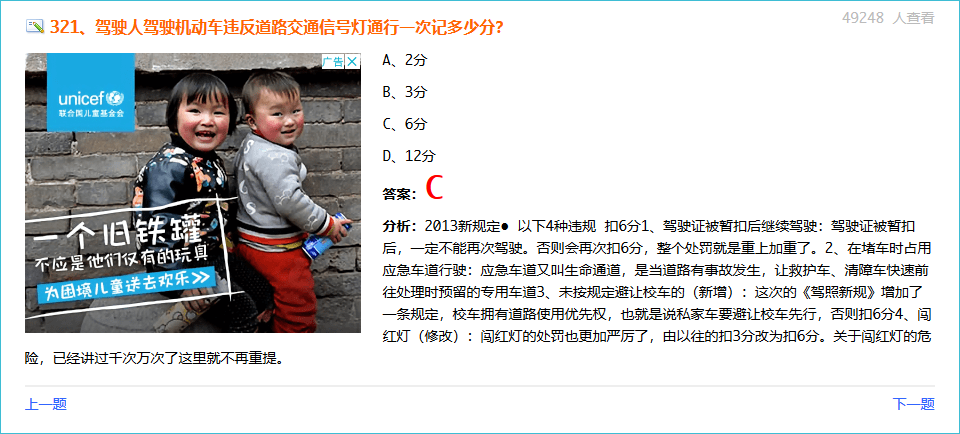 321、驾驶人驾驶机动车违反道路交通信号灯通行一次记多少分?
49248 人查看
广告
unicef
联合国儿童基金会
一个旧铁罐
不应是他们仅有的玩具
为困境儿童送去欢乐>>
A、2分
B、3分
C、6分
D、12分
答案：C
分析：2013新规定● 以下4种违规 扣6分1、驾驶证被暂扣后继续驾驶：驾驶证被暂扣
后，一定不能再次驾驶。否则会再次扣6分，整个处罚就是重上加重了。2、在堵车时占用
应急车道行驶：应急车道又叫生命通道，是当道路有事故发生，让救护车、清障车快速前
往处理时预留的专用车道3、未按规定避让校车的（新增）：这次的《驾照新规》增加了
一条规定，校车拥有道路使用优先权，也就是说私家车要避让校车先行，否则扣6分4、闯
红灯（修改）：闯红灯的处罚也更加严厉了，由以往的扣3分改为扣6分。关于闯红灯的危
险，已经讲过千次万次了这里就不再重提。
上一题
下一题